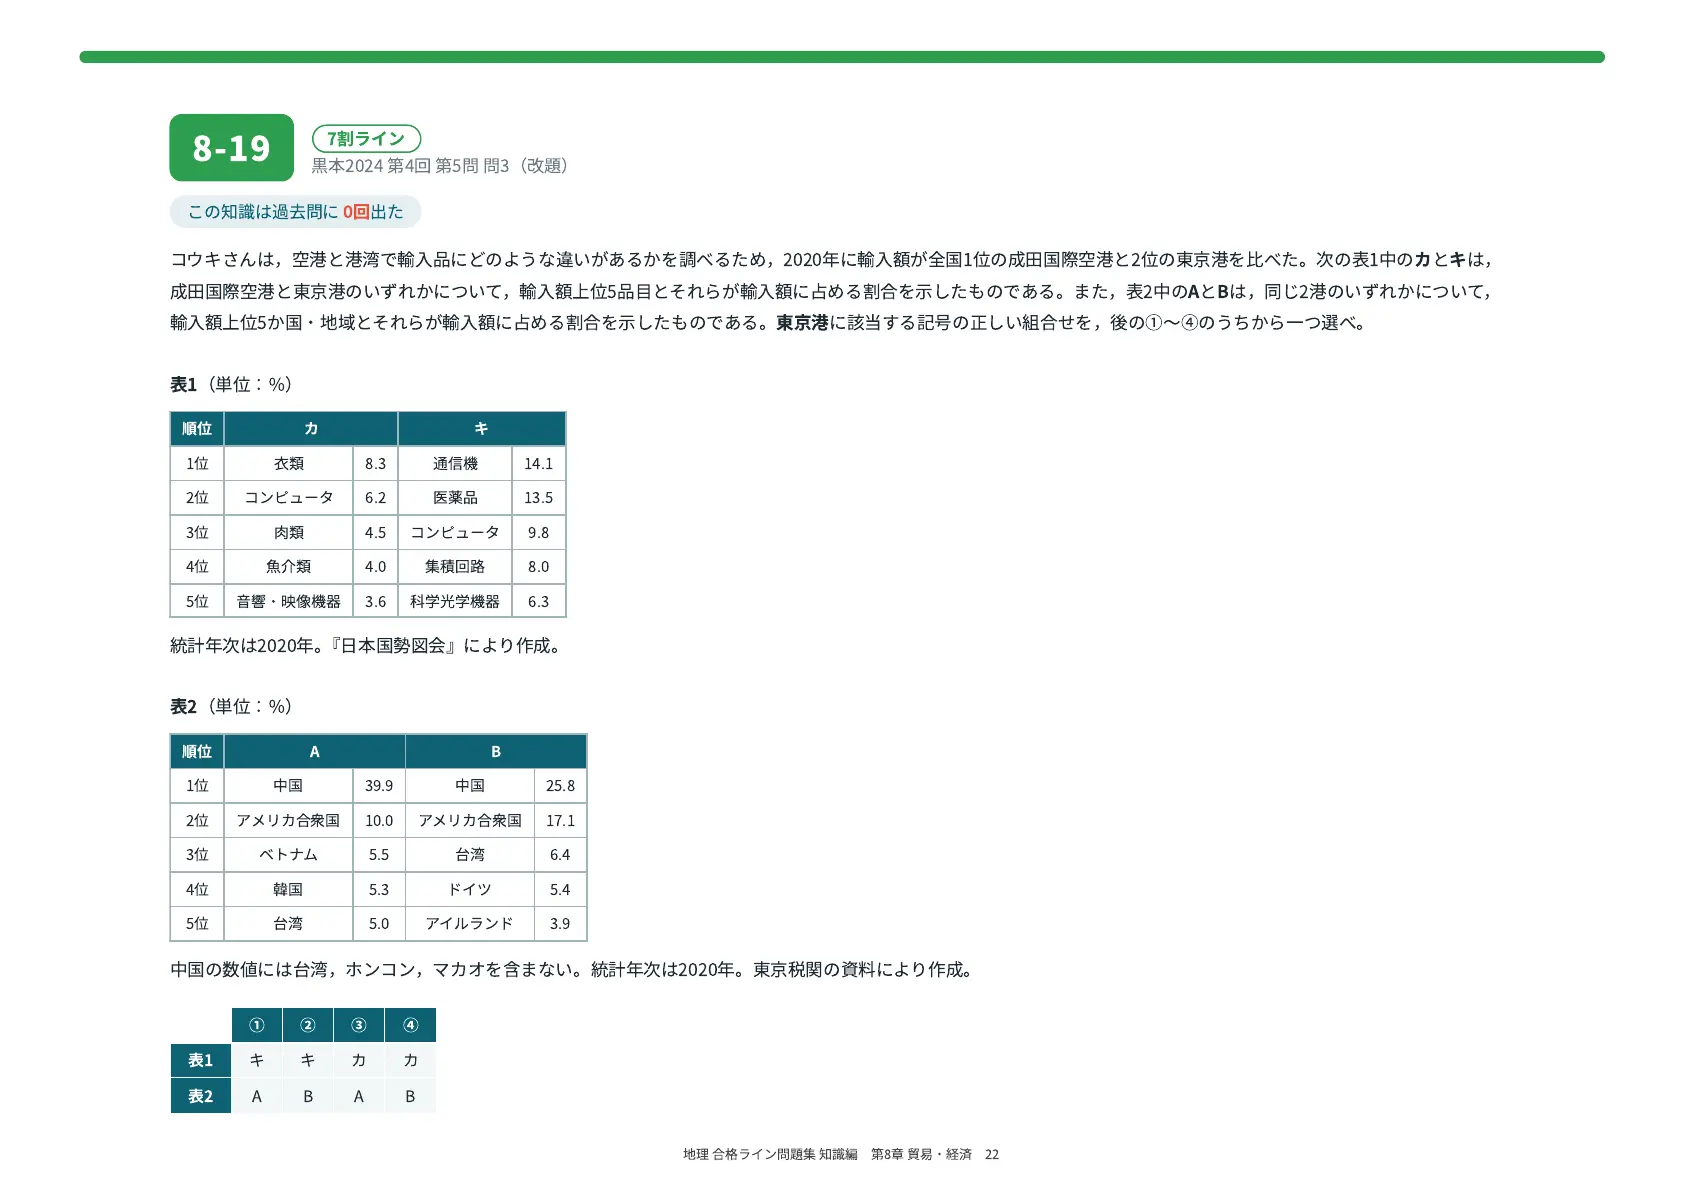 8-19
7割ライン
黒本2024 第4回 第5問 問3（改題）
この知識は過去問に 0回出た
コウキさんは，空港と港湾で輸入品にどのような違いがあるかを調べるため，2020年に輸入額が全国1位の成田国際空港と2位の東京港を比べた。次の表1中のカとキは，
成田国際空港と東京港のいずれかについて，輸入額上位5品目とそれらが輸入額に占める割合を示したものである。また，表2中のAとBは，同じ2港のいずれかについて，
輸入額上位5か国・地域とそれらが輸入額に占める割合を示したものである。東京港に該当する記号の正しい組合せを，後の①～④のうちから一つ選べ。
表1（単位：%）
順位 カ キ
1位 衣類 8.3 通信機 14.1
2位 コンピュータ 6.2 医薬品 13.5
3位 肉類 4.5 コンピュータ 9.8
4位 魚介類 4.0 集積回路 8.0
5位 音響・映像機器 3.6 科学光学機器 6.3
統計年次は2020年。『日本国勢図会』により作成。
表2（単位：%）
順位 A B
1位 中国 39.9 中国 25.8
2位 アメリカ合衆国 10.0 アメリカ合衆国 17.1
3位 ベトナム 5.5 台湾 6.4
4位 韓国 5.3 ドイツ 5.4
5位 台湾 5.0 アイルランド 3.9
中国の数値には台湾，ホンコン，マカオを含まない。統計年次は2020年。東京税関の資料により作成。
① ② ③ ④
表1 キ キ カ カ
表2 A B A B
地理 合格ライン問題集 知識編 第8章 貿易・経済 22